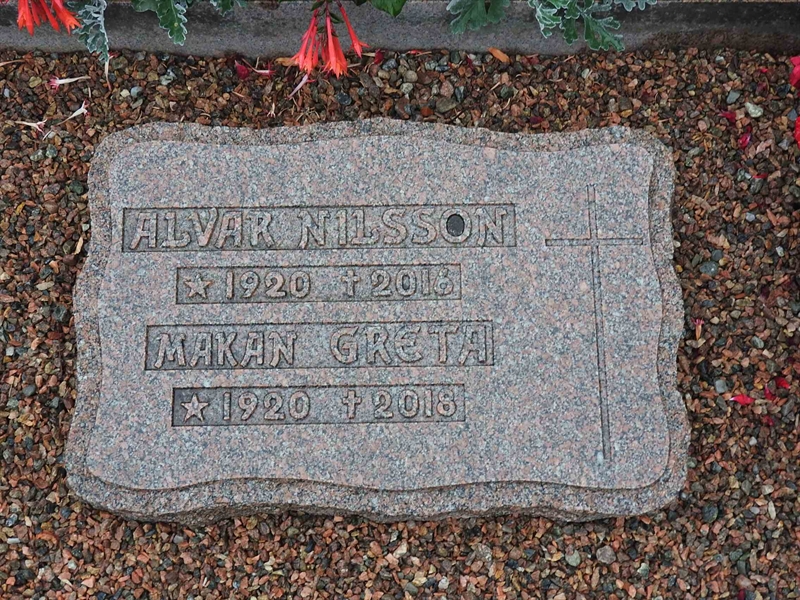 ALVAR NILSSON
★ 1920 ✝ 2016
MAKAN GRETA
★ 1920 ✝ 2018